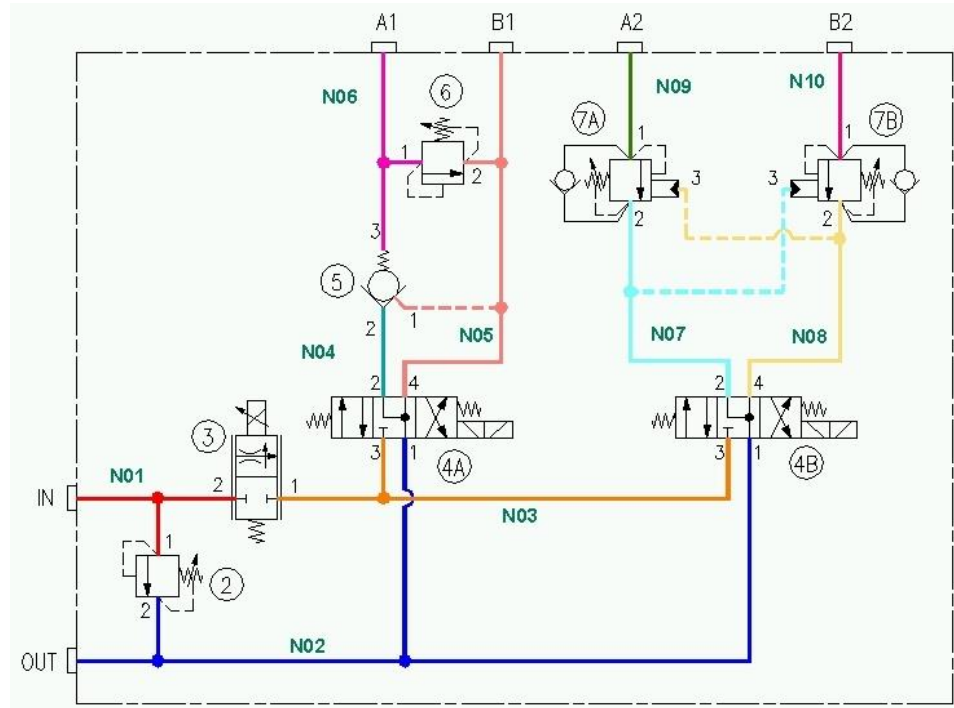 A1 B1 A2 B2
N06 6 N09 N10
7A 7B
1 1 1
1 2 3 3
2 2
3
5
1
2 N05 N07 N08
N04
2 4 2 4
3 3 1 4A 3 1 4B
N01 2 1
IN N03
1
2
2
N02
OUT